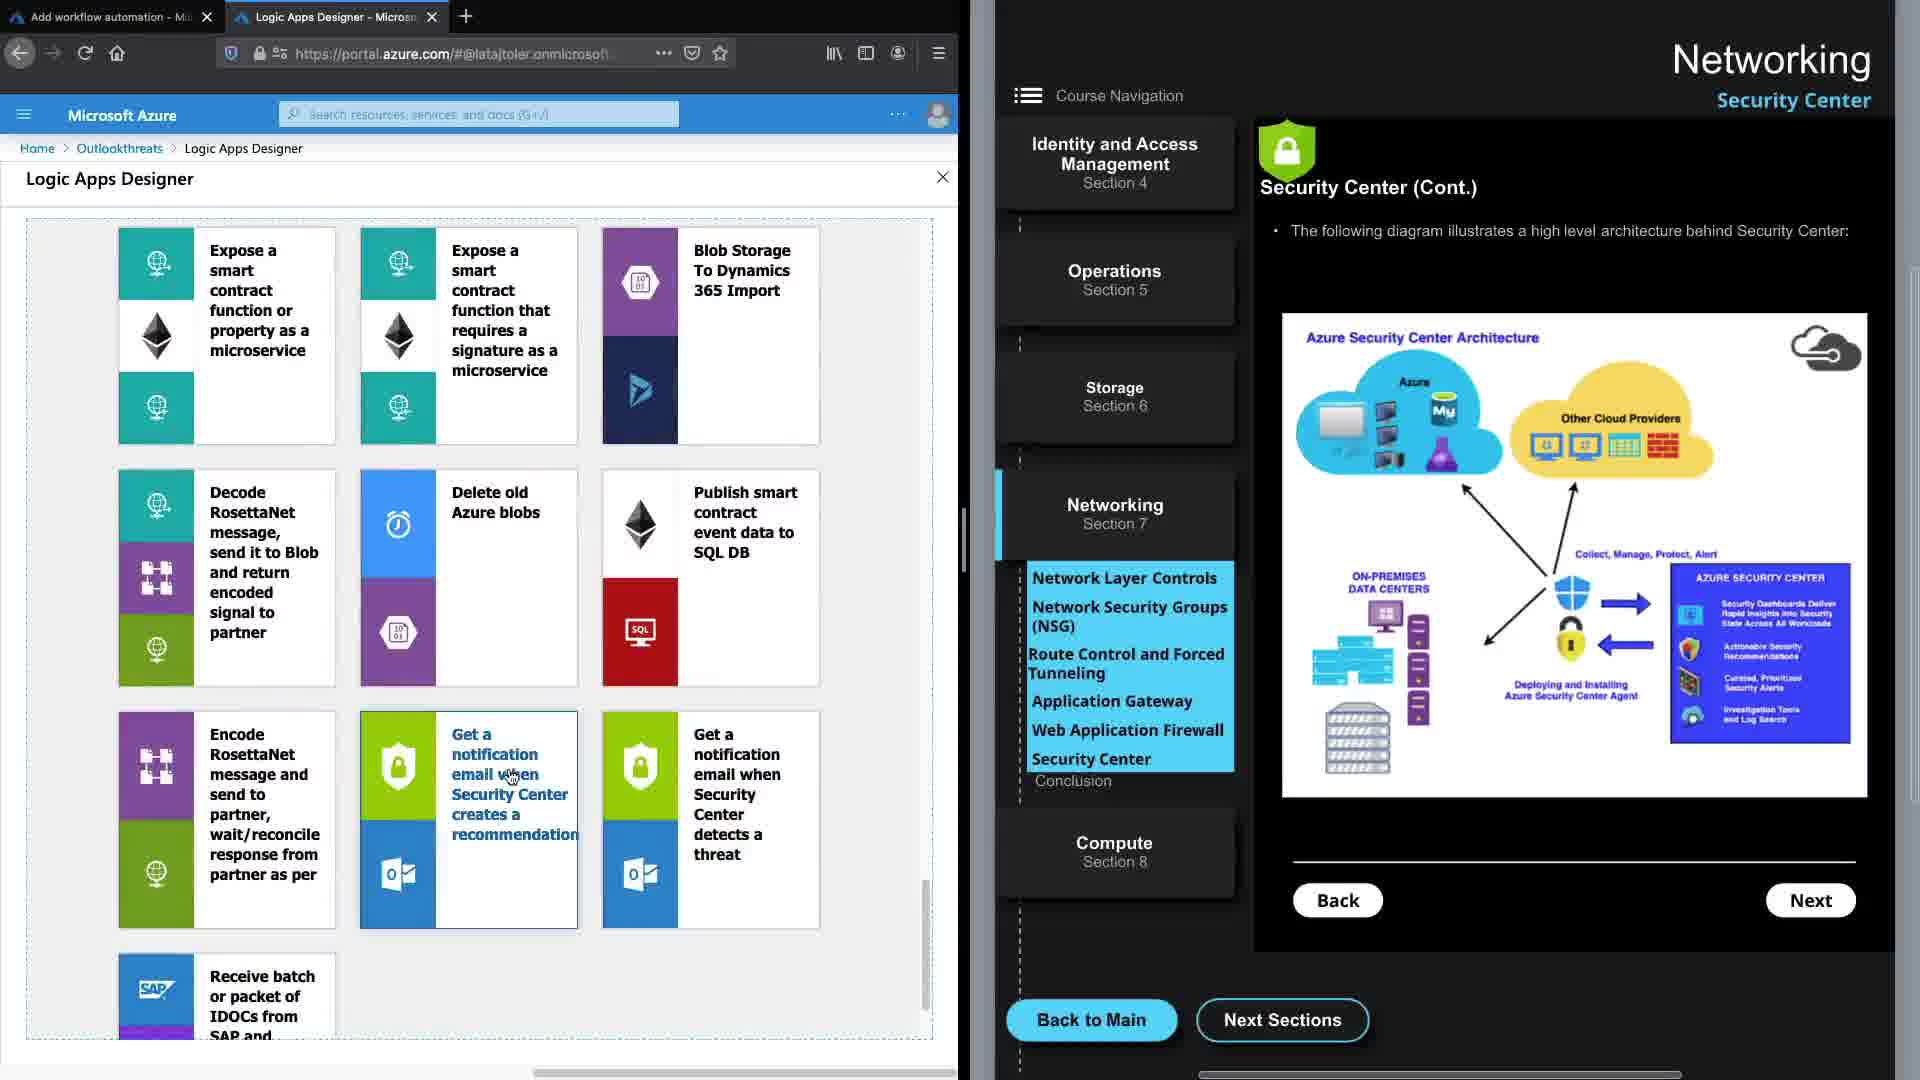 Add workflow automation - Mi
Logic Apps Designer - Microso
https://portal.azure.com/#@latajtoler.onmicrosof
Microsoft Azure
Search resources, services, and docs (G+/)
Home > Outlookthreats > Logic Apps Designer
Logic Apps Designer
Expose a
smart
contract
function or
property as a
microservice
Expose a
smart
contract
function that
requires a
signature as a
microservice
Blob Storage
To Dynamics
365 Import
Decode
RosettaNet
message,
send it to Blob
and return
encoded
signal to
partner
Delete old
Azure blobs
Publish smart
contract
event data to
SQL DB
SQL
Encode
RosettaNet
message and
send to
partner,
wait/reconcile
response from
partner as per
Get a
notification
email when
Security Center
creates a
recommendation
Get a
notification
email when
Security
Center
detects a
threat
SAP
Receive batch
or packet of
IDOCs from
SAP and
Networking
Security Center
Course Navigation
Identity and Access
Management
Section 4
Operations
Section 5
Storage
Section 6
Networking
Section 7
Network Layer Controls
Network Security Groups
(NSG)
Route Control and Forced
Tunneling
Application Gateway
Web Application Firewall
Security Center
Conclusion
Compute
Section 8
Security Center (Cont.)
• The following diagram illustrates a high level architecture behind Security Center:
Azure Security Center Architecture
Azure
My
Other Cloud Providers
Collect, Manage, Protect, Alert
ON-PREMISES
DATA CENTERS
AZURE SECURITY CENTER
Security Dashboards Deliver
Rapid Insights into Security
State Across All Workloads
Actionable Security
Recommendations
Curated, Prioritized
Security Alerts
Investigation Tools
and Log Search
Deploying and Installing
Azure Security Center Agent
Back
Next
Back to Main
Next Sections